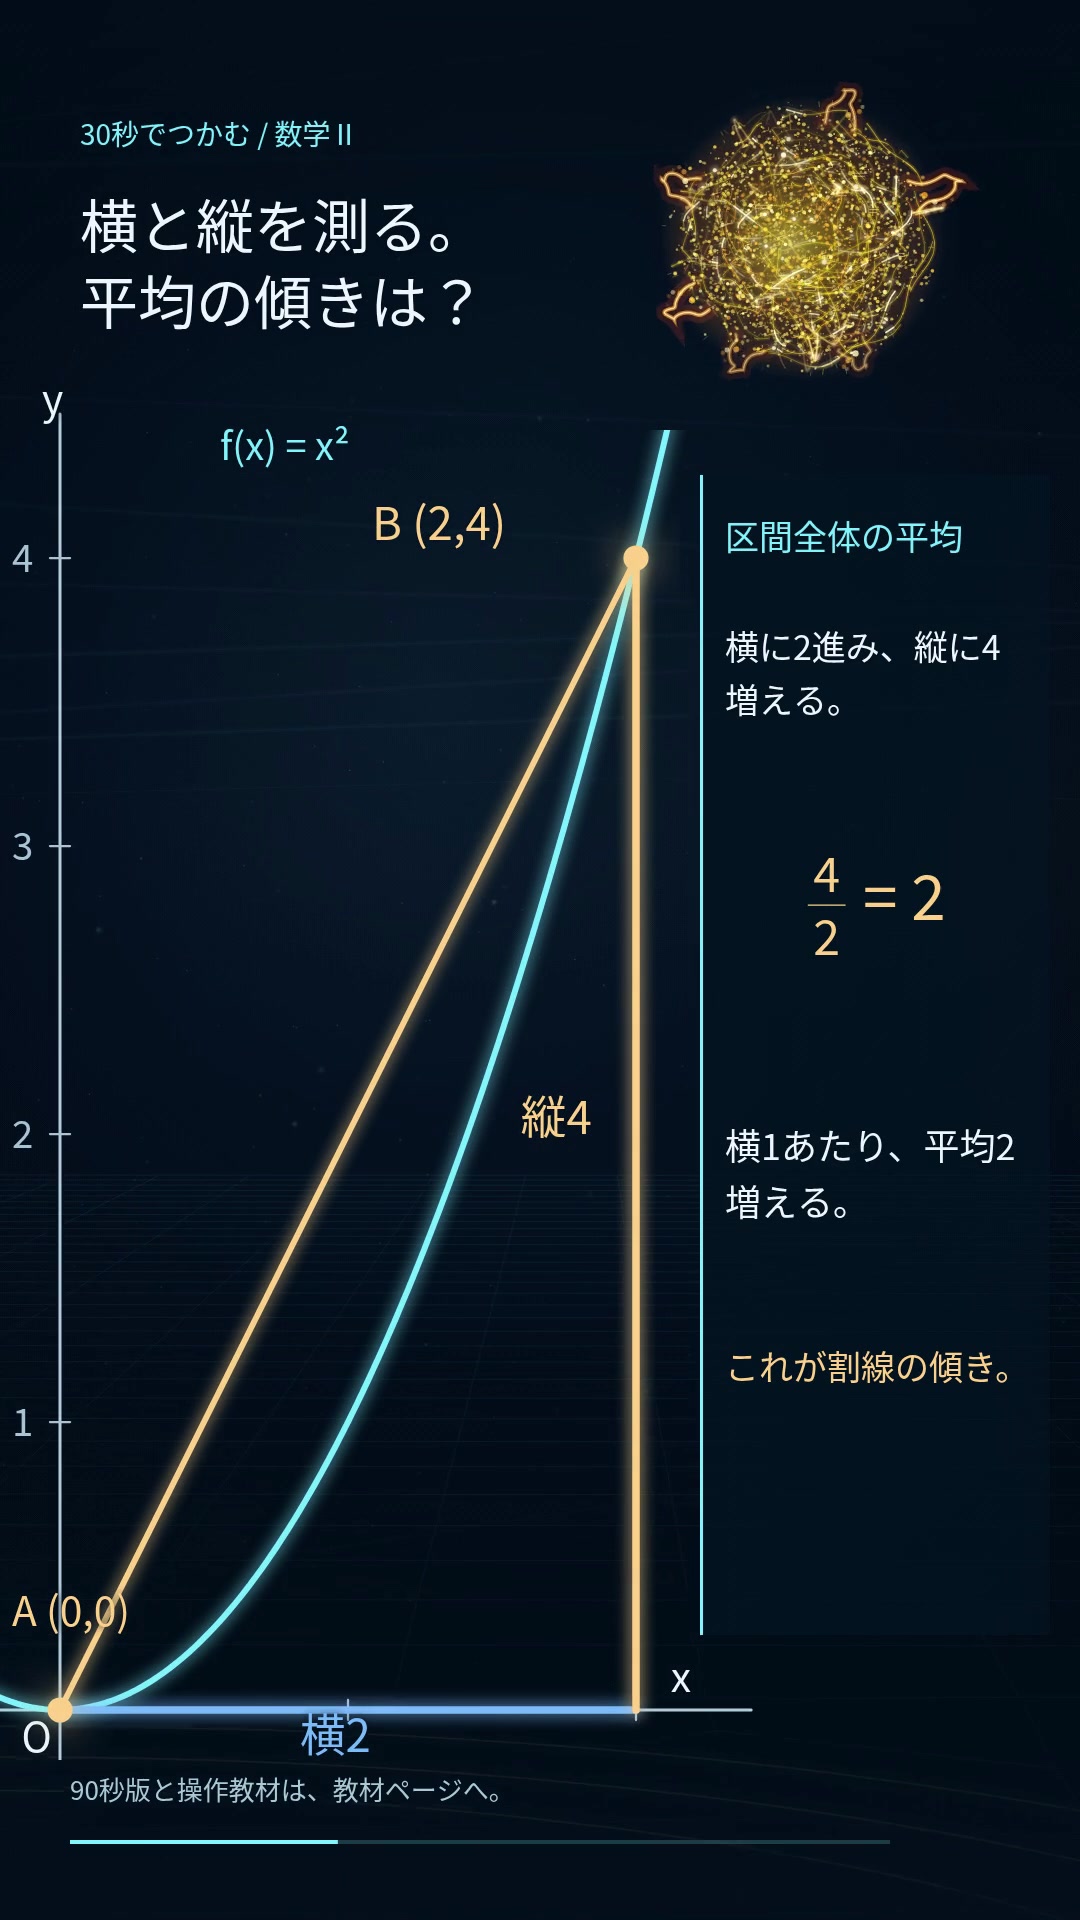 30秒でつかむ / 数学Ⅱ
横と縦を測る。
平均の傾きは？
y
f(x) = x²
B (2,4)
4
3
2
1
縦4
A (0,0)
O
横2
x
区間全体の平均
横に2進み、縦に4
増える。
4/2 = 2
横1あたり、平均2
増える。
これが割線の傾き。
90秒版と操作教材は、教材ページへ。